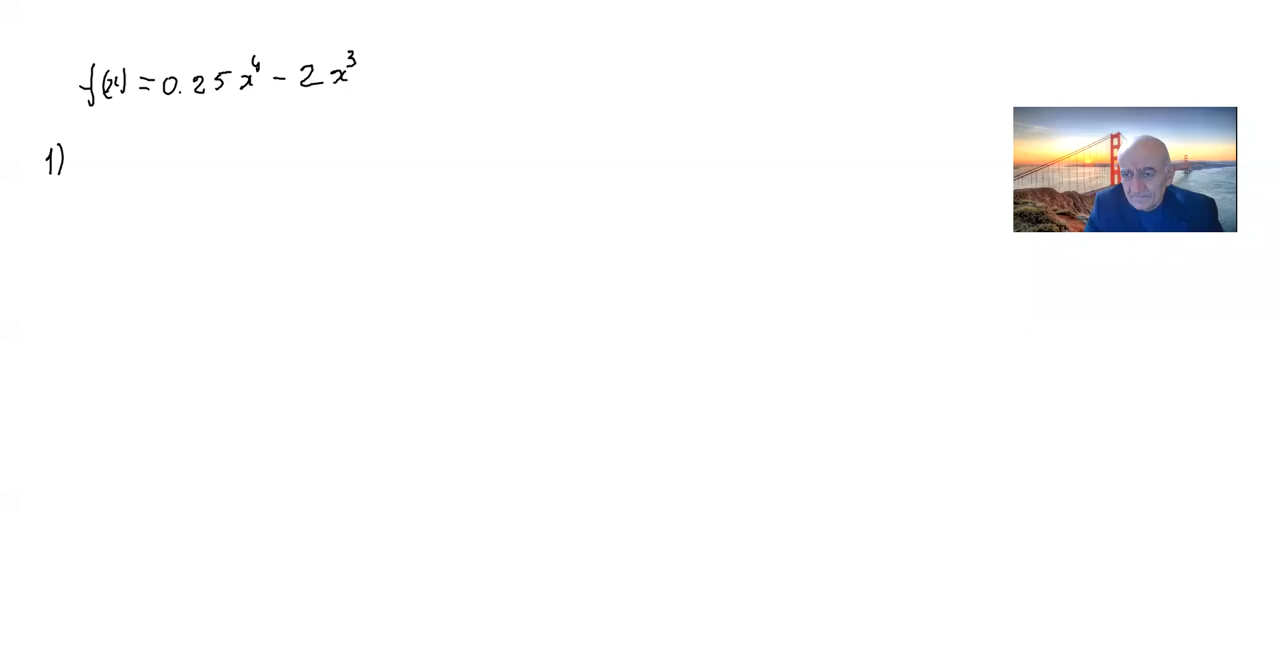 f(x) = 0.25x⁴ - 2x³
1)